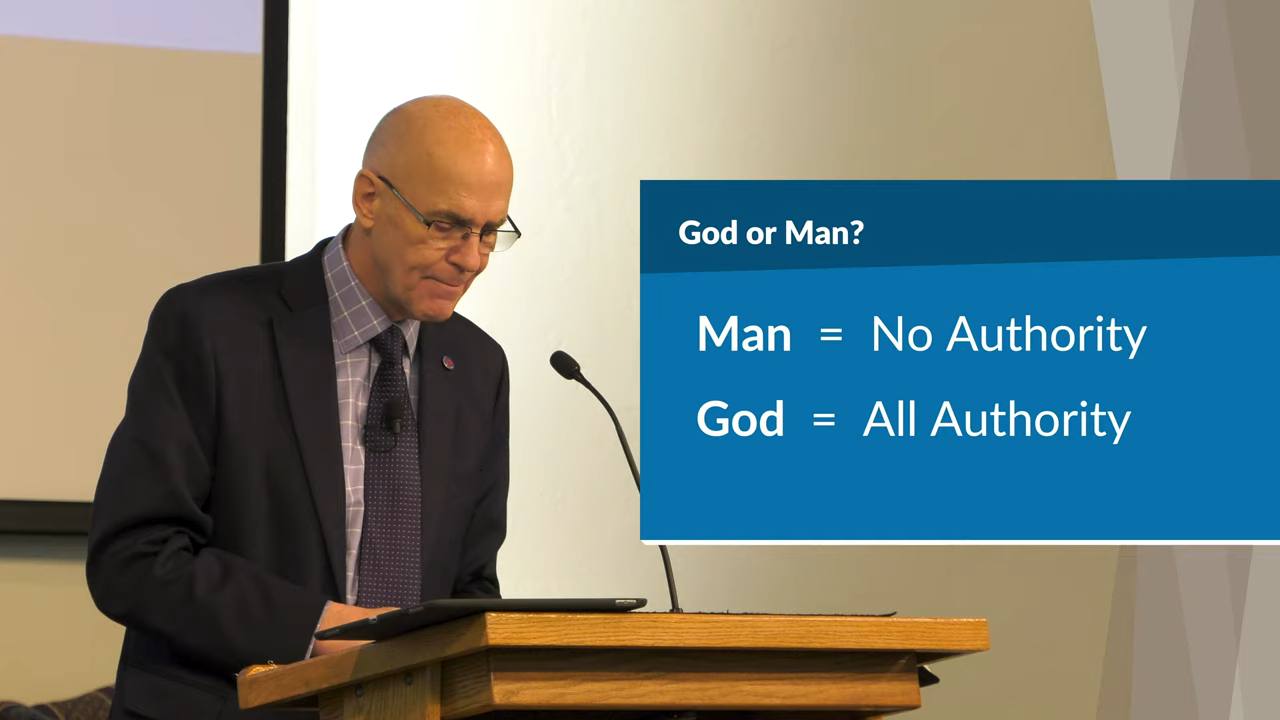 God or Man?
Man = No Authority
God = All Authority